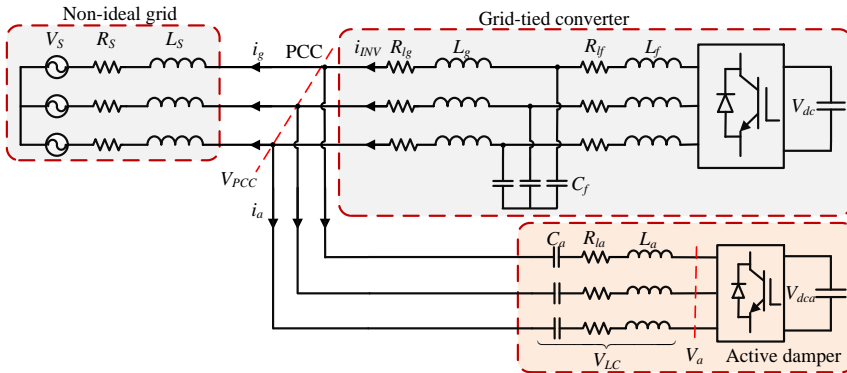 Non-ideal grid
Grid-tied converter
V_S R_S L_S
i_g PCC i_INV R_lg L_g R_lf L_f
V_dc
V_PCC
C_f
i_a
C_a R_la L_a
V_dca
V_LC V_a Active damper